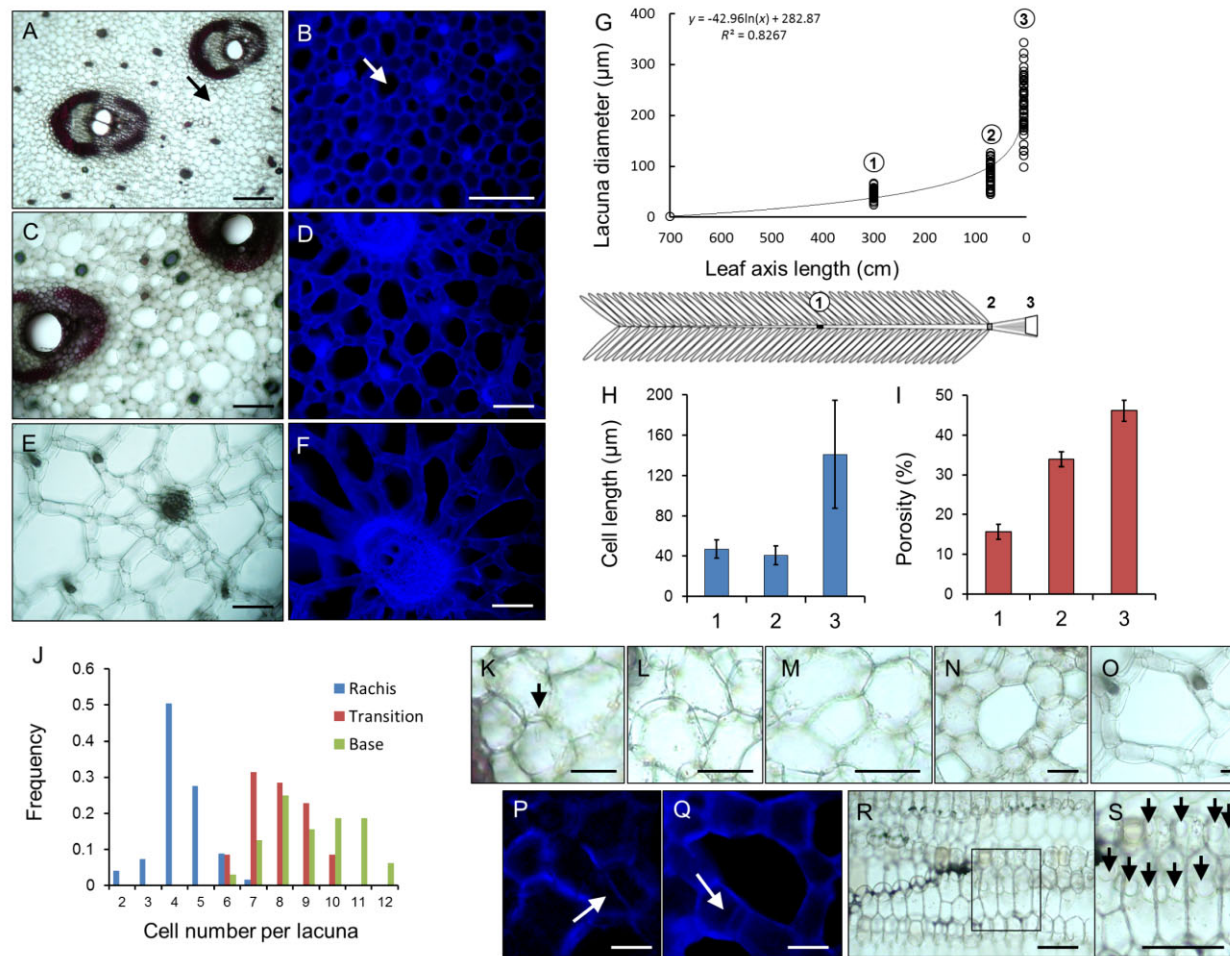 A
B
C
D
E
F
G
y = -42.96ln(x) + 282.87
R² = 0.8267
Lacuna diameter (µm)
400
300
200
100
0
1
2
3
700 600 500 400 300 200 100 0
Leaf axis length (cm)
1
2
3
H
Cell length (µm)
200
160
120
80
40
0
1 2 3
I
Porosity (%)
50
40
30
20
10
0
1 2 3
J
Frequency
0.6
0.5
0.4
0.3
0.2
0.1
0
Rachis
Transition
Base
2 3 4 5 6 7 8 9 10 11 12
Cell number per lacuna
K
L
M
N
O
P
Q
R
S